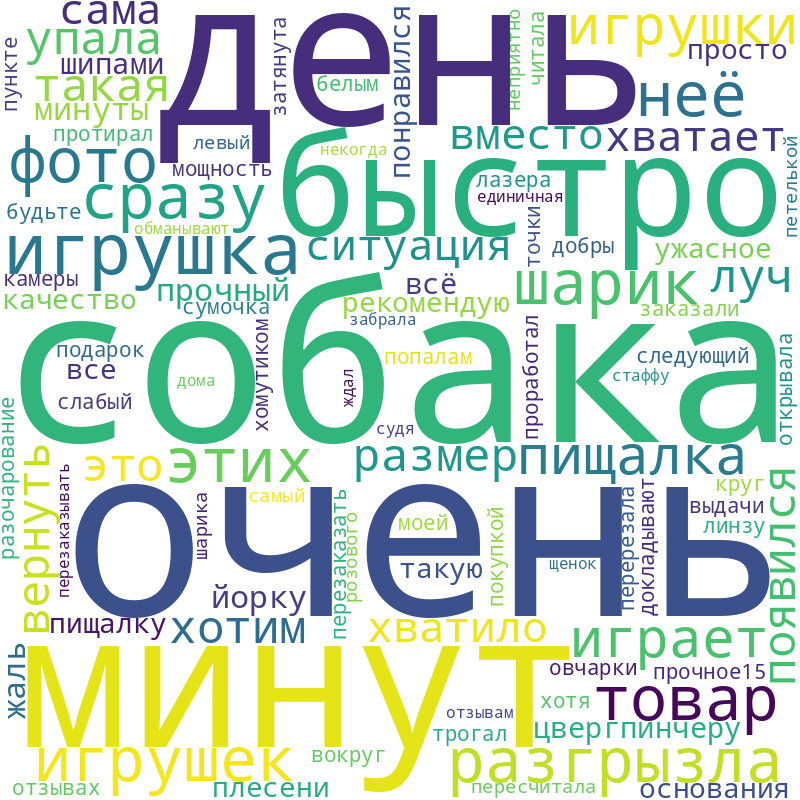 сама
день
игрушки
упала
затянута
понравился
неприятно
читала
просто
пункте
шипами
такая
белым
неё
минуты
протирал
левый
некогда
вместо
хватает
петелькой
фото
мощность
быстро
сразу
лазера
единичная
будьте
обманывают
точки
добры
игрушка
ситуация
ужасное
камеры
прочный
всё
шарик
луч
качество
сумочка
рекомендую
заказали
собака
забрала
хомутиком
проработал
открывала
подарок
попалам
следующий
все
дома
ждал
стаффу
слабый
судя
разочарование
вернуть
это
этих
размер
пищалка
появился
перезаказывать
самый
перезаказать
розового
моей
покупкой
перерезала
докладывают
круг
выдачи
линзу
шарика
очень
такую
щенок
йорку
пищалку
хотим
хватило
играет
жаль
минут
овчарки
прочное15
хотя
товар
отзывам
трогал
цвергпинчеру
игрушек
вокруг
разгрызла
отзывах
плесени
пересчитала
основания